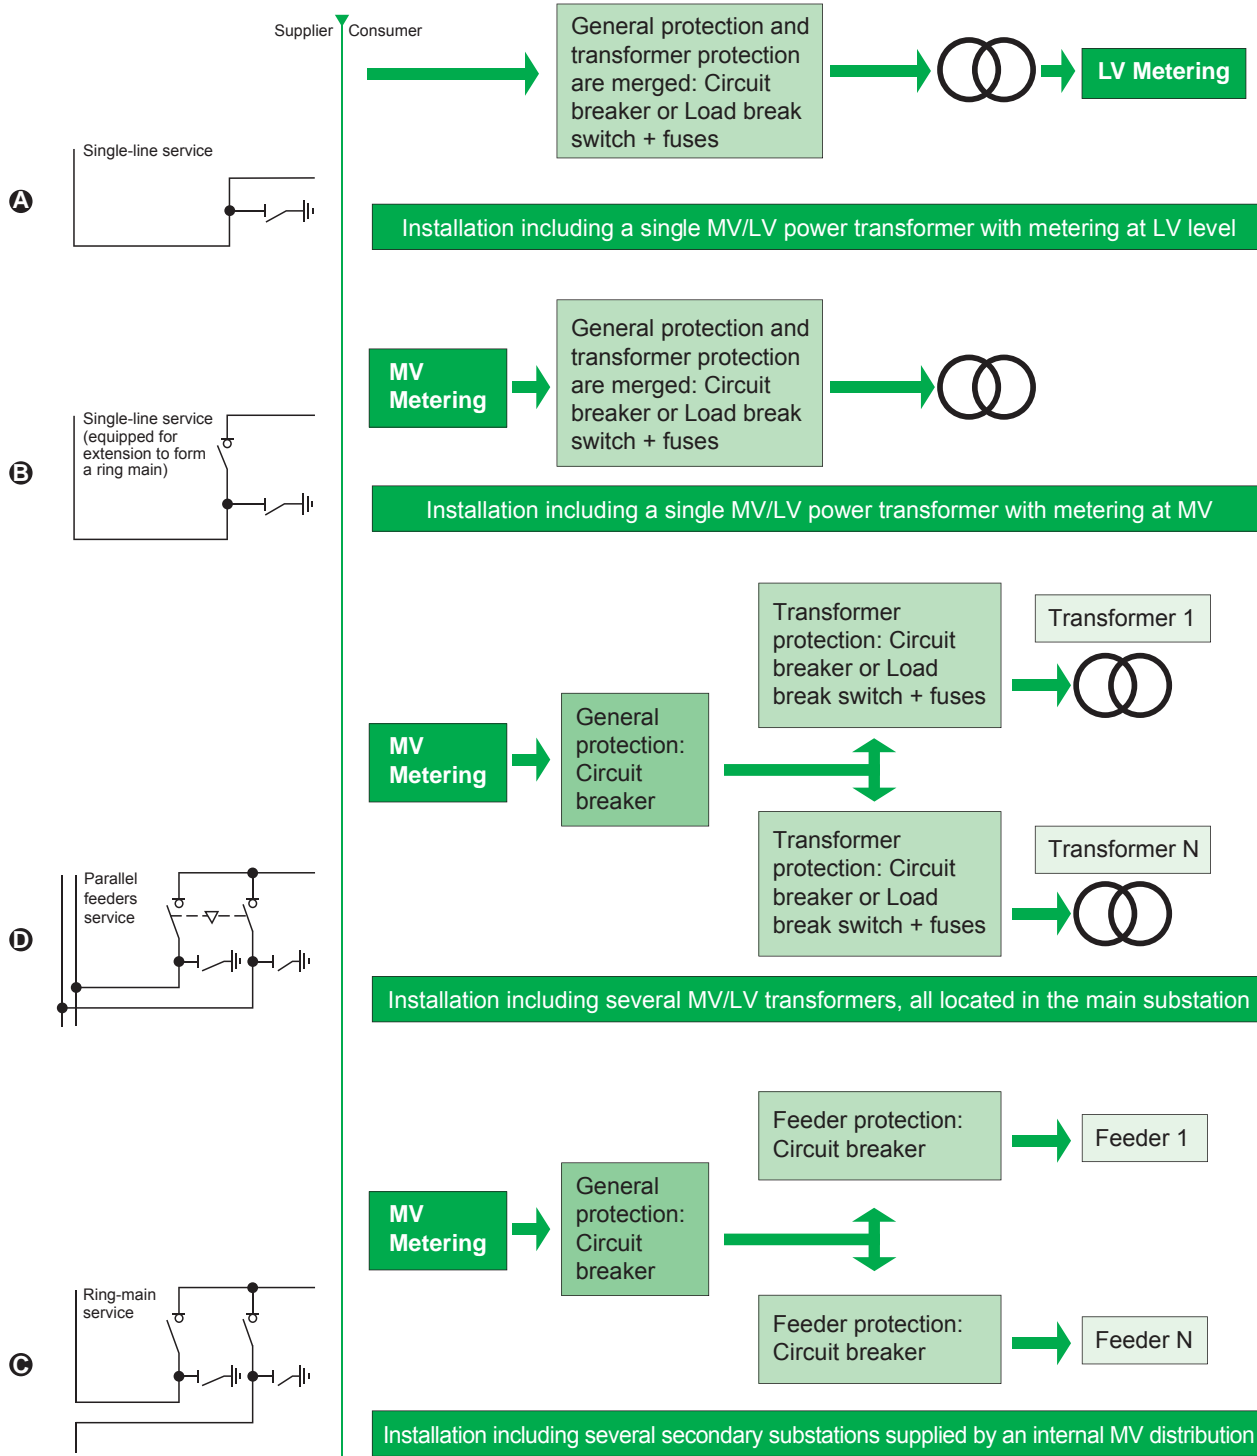 Supplier
Consumer
General protection and
transformer protection
are merged: Circuit
breaker or Load break
switch + fuses
LV Metering
A
Single-line service
Installation including a single MV/LV power transformer with metering at LV level
MV
Metering
General protection and
transformer protection
are merged: Circuit
breaker or Load break
switch + fuses
B
Single-line service
(equipped for
extension to form
a ring main)
Installation including a single MV/LV power transformer with metering at MV
MV
Metering
General
protection:
Circuit
breaker
Transformer
protection: Circuit
breaker or Load
break switch + fuses
Transformer 1
Transformer
protection: Circuit
breaker or Load
break switch + fuses
Transformer N
D
Parallel
feeders
service
Installation including several MV/LV transformers, all located in the main substation
MV
Metering
General
protection:
Circuit
breaker
Feeder protection:
Circuit breaker
Feeder 1
Feeder protection:
Circuit breaker
Feeder N
C
Ring-main
service
Installation including several secondary substations supplied by an internal MV distribution